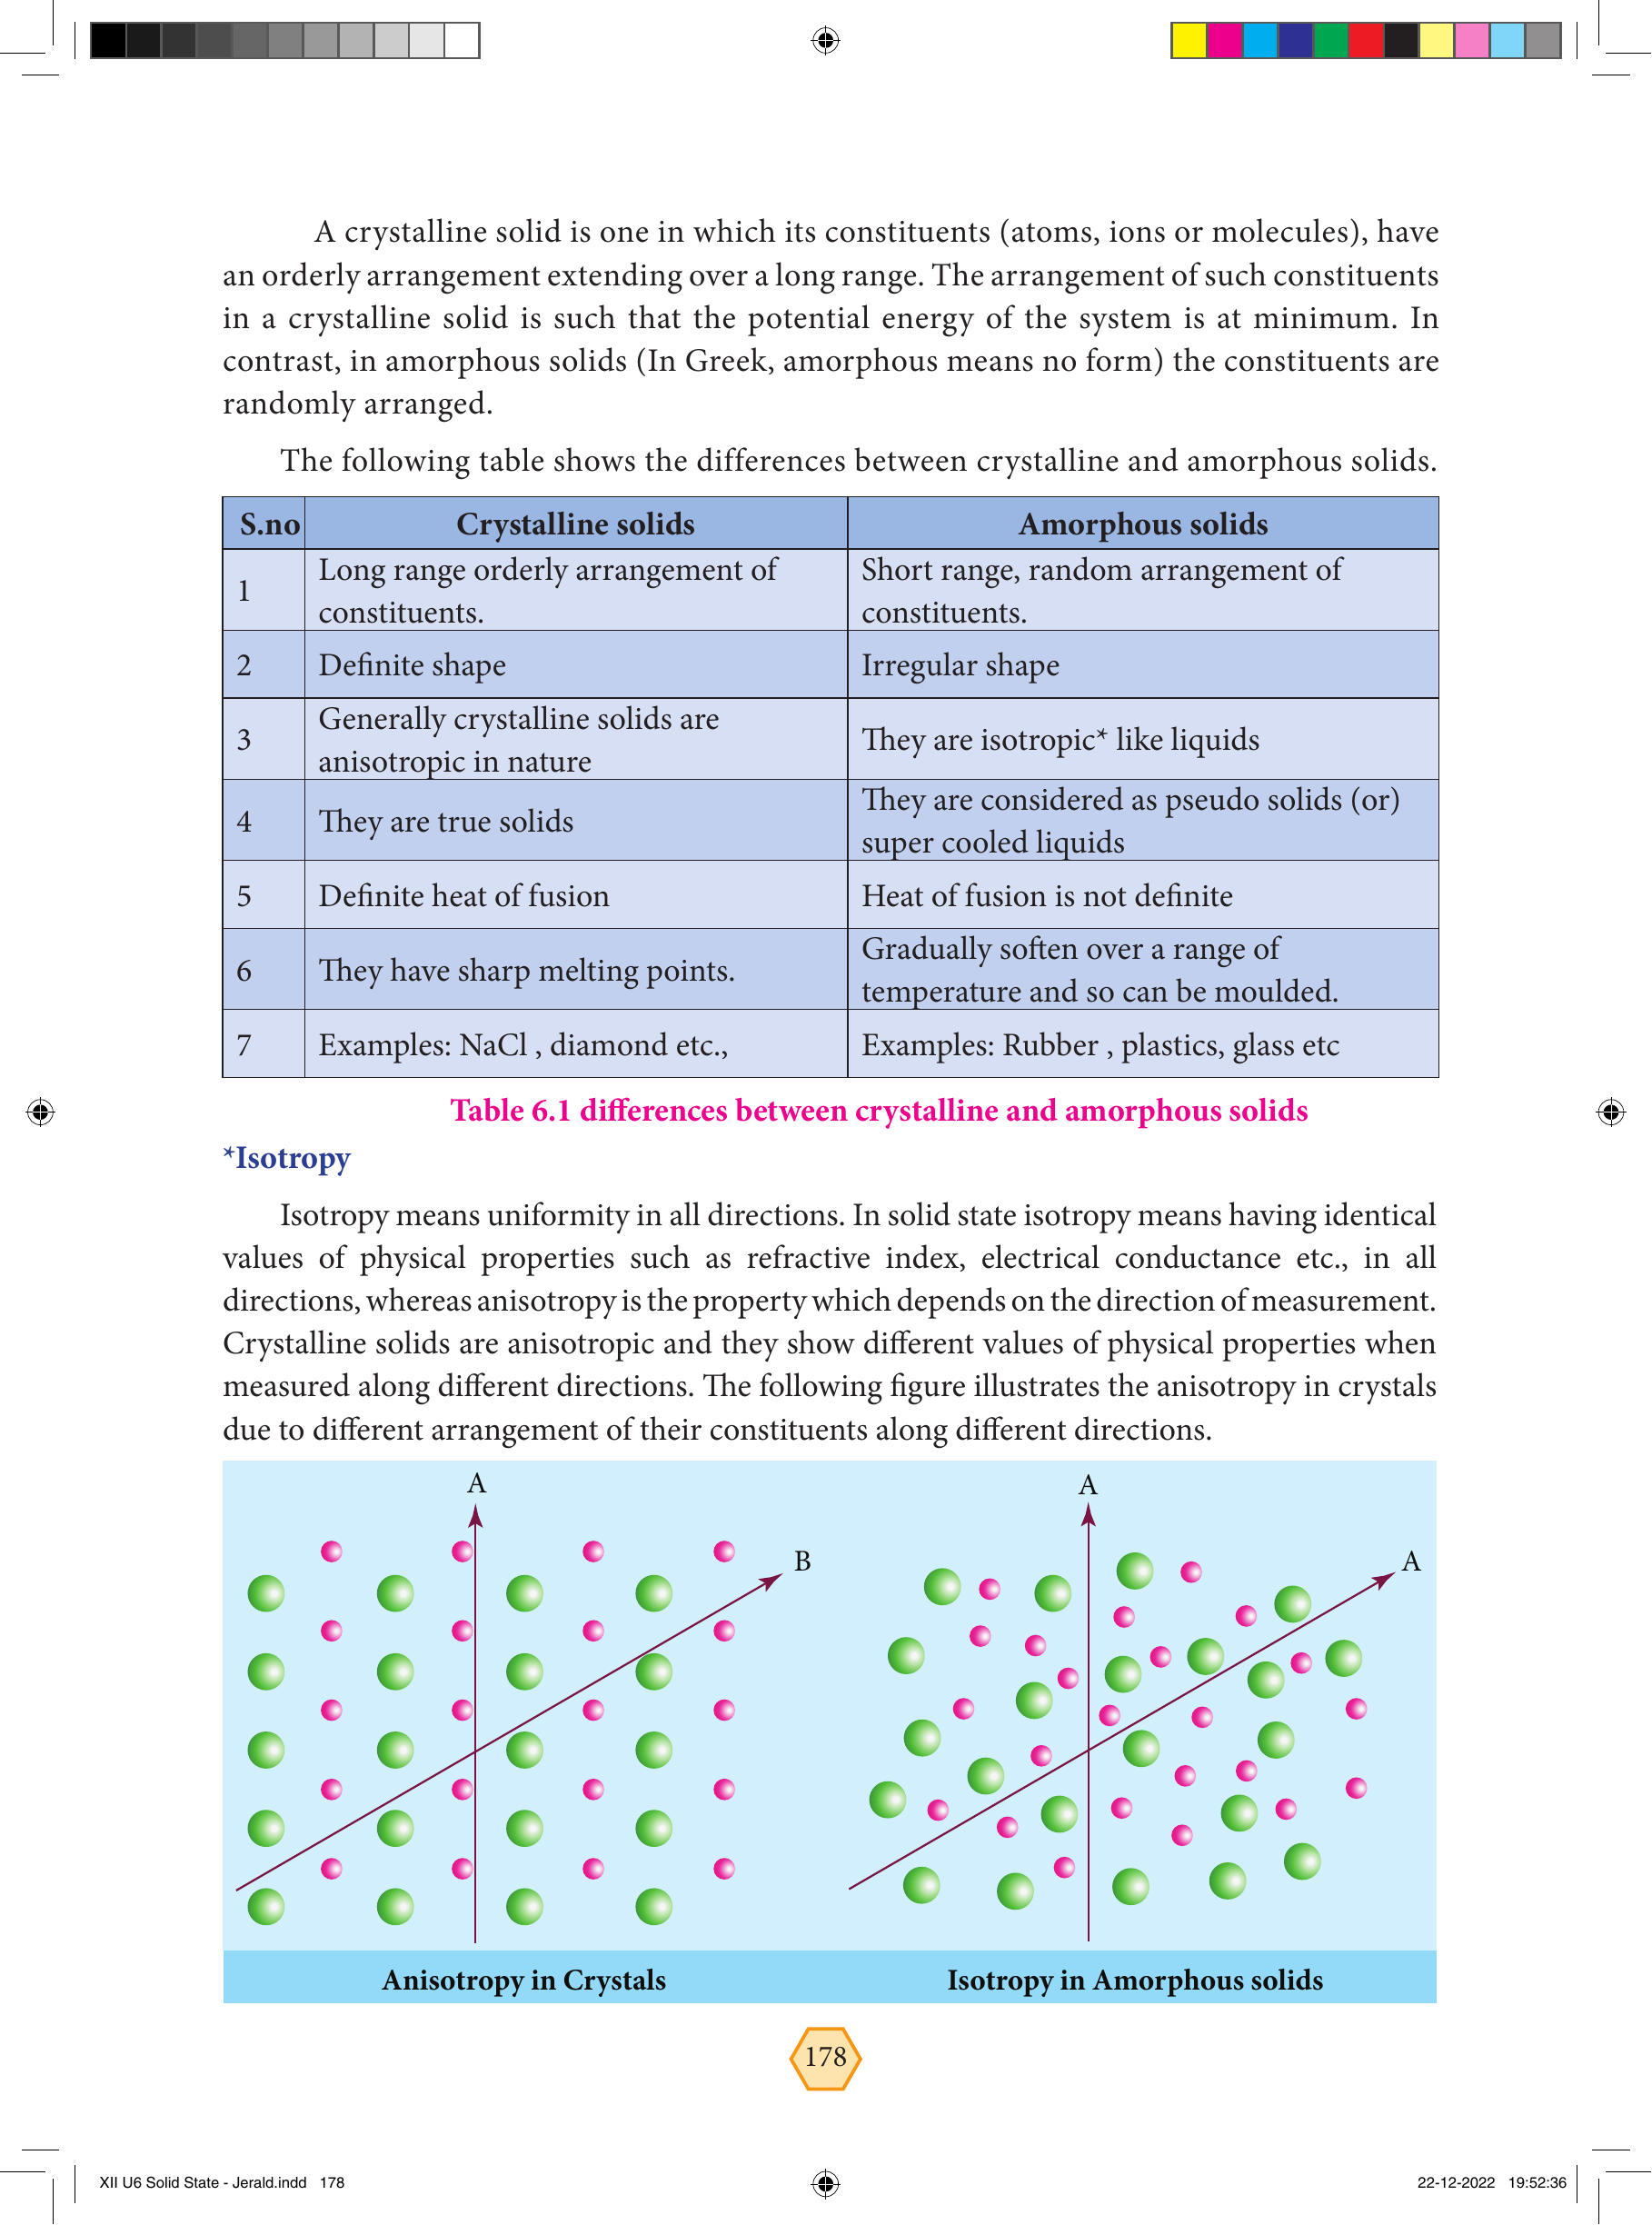 A crystalline solid is one in which its constituents (atoms, ions or molecules), have
an orderly arrangement extending over a long range. The arrangement of such constituents
in a crystalline solid is such that the potential energy of the system is at minimum. In
contrast, in amorphous solids (In Greek, amorphous means no form) the constituents are
randomly arranged.
The following table shows the differences between crystalline and amorphous solids.
S.no Crystalline solids Amorphous solids
1
Long range orderly arrangement of
constituents.
Short range, random arrangement of
constituents.
2 Definite shape Irregular shape
3
Generally crystalline solids are
anisotropic in nature
They are isotropic* like liquids
4 They are true solids
They are considered as pseudo solids (or)
super cooled liquids
5 Definite heat of fusion Heat of fusion is not definite
6 They have sharp melting points.
Gradually soften over a range of
temperature and so can be moulded.
7 Examples: NaCl , diamond etc., Examples: Rubber , plastics, glass etc
Table 6.1 differences between crystalline and amorphous solids
*Isotropy
Isotropy means uniformity in all directions. In solid state isotropy means having identical
values of physical properties such as refractive index, electrical conductance etc., in all
directions, whereas anisotropy is the property which depends on the direction of measurement.
Crystalline solids are anisotropic and they show different values of physical properties when
measured along different directions. The following figure illustrates the anisotropy in crystals
due to different arrangement of their constituents along different directions.
A
B
A
A
Anisotropy in Crystals
Isotropy in Amorphous solids
178
XII U6 Solid State - Jerald.indd 178
22-12-2022 19:52:36